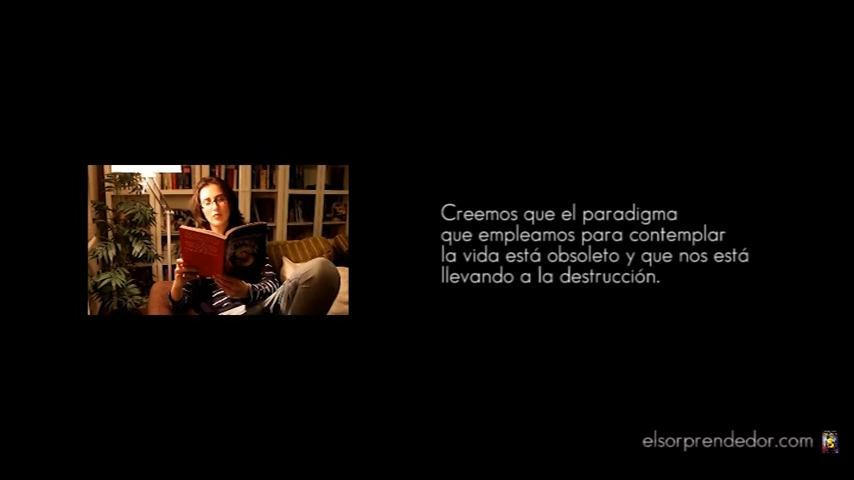 Creemos que el paradigma
que empleamos para contemplar
la vida está obsoleto y que nos está
llevando a la destrucción.
elsorprendedor.com